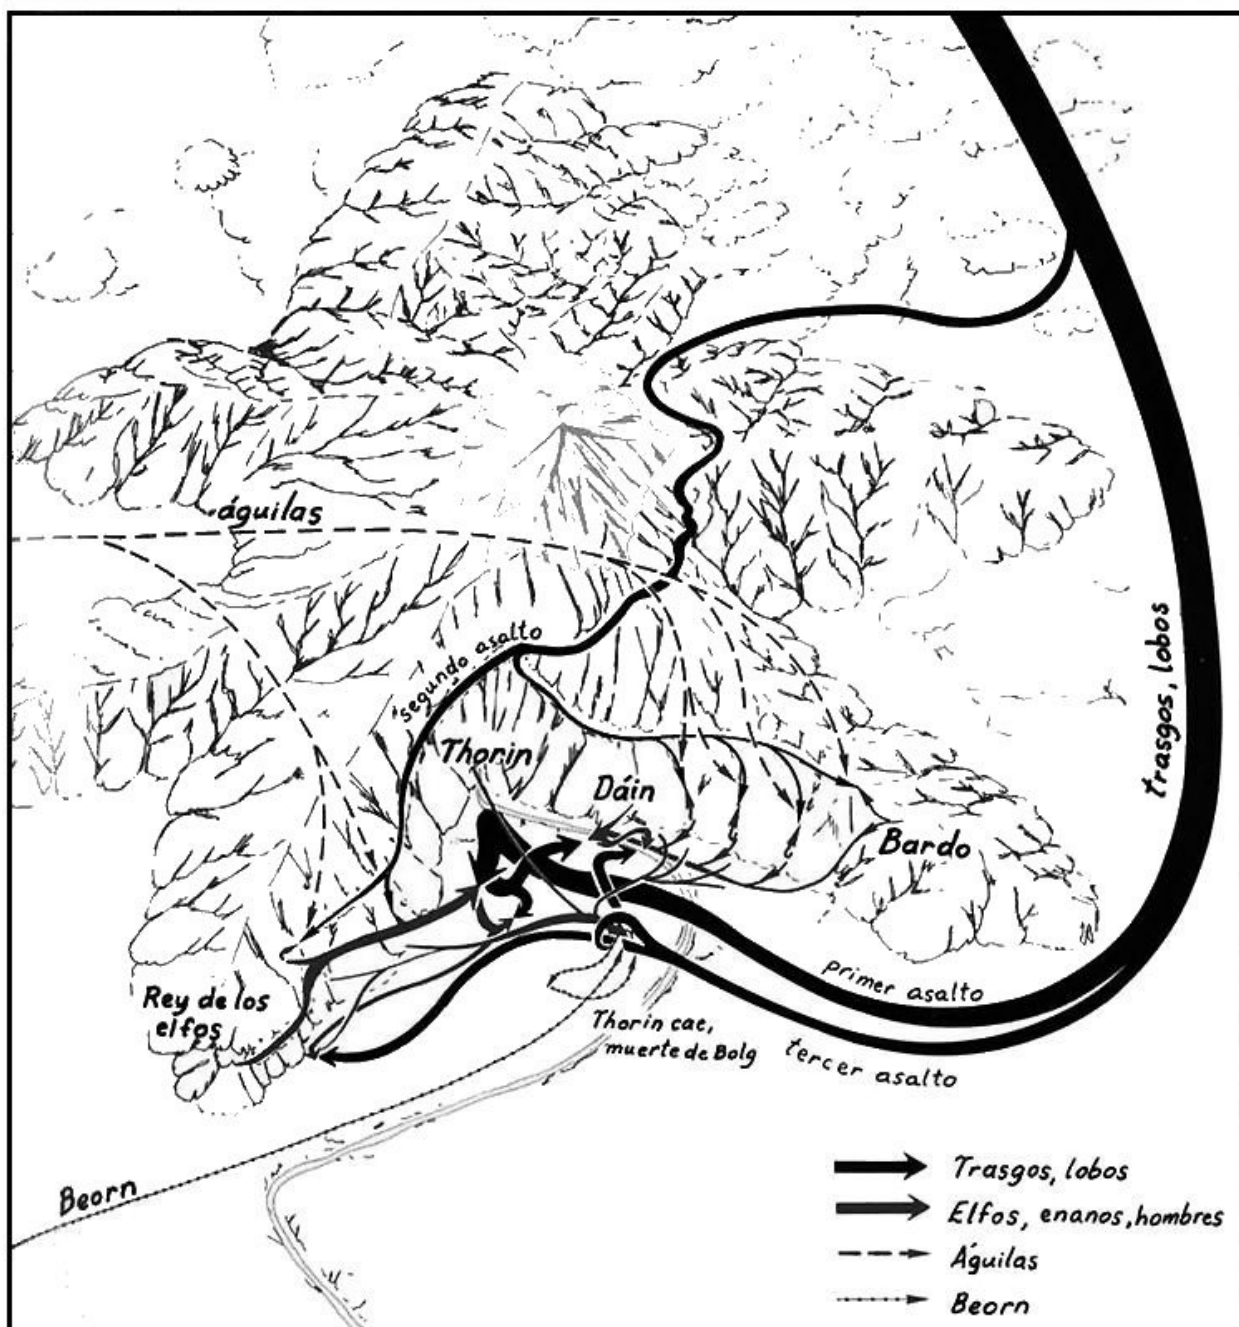 águilas
segundo asalto
Thorin
Dáin
trasgos, lobos
Bardo
Rey de los
elfos
primer asalto
Thorin cae,
muerte de Bolg
tercer asalto
Beorn
Trasgos, lobos
Elfos, enanos, hombres
Águilas
Beorn